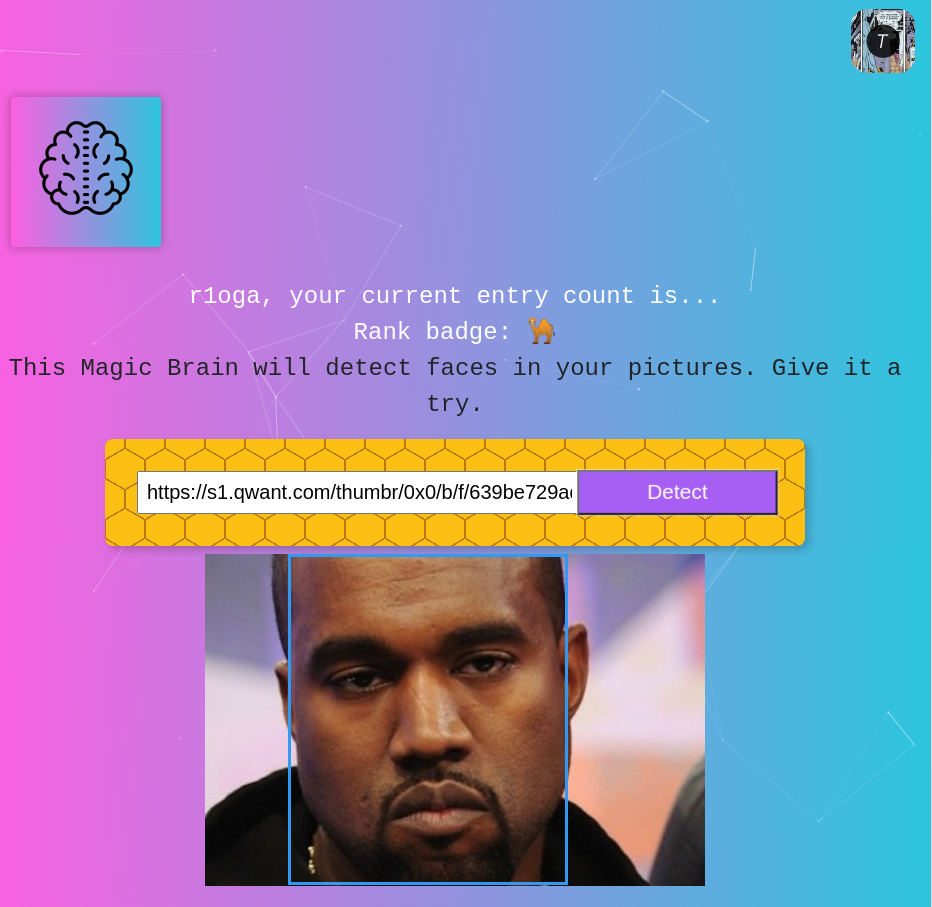 T
r1oga, your current entry count is...
Rank badge: 🐪
This Magic Brain will detect faces in your pictures. Give it a
try.
https://s1.qwant.com/thumbr/0x0/b/f/639be729a
Detect